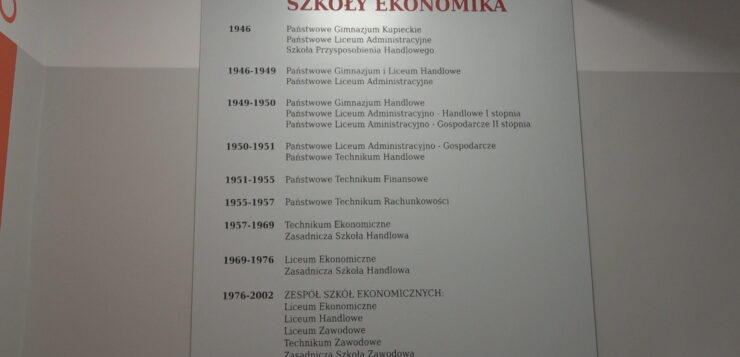 SZKOŁY EKONOMIKA
1946 Państwowe Gimnazjum Kupieckie
Państwowe Liceum Administracyjne
Szkoła Przysposobienia Handlowego
1946-1949 Państwowe Gimnazjum i Liceum Handlowe
Państwowe Liceum Administracyjne
1949-1950 Państwowe Gimnazjum Handlowe
Państwowe Liceum Administracyjno - Handlowe I stopnia
Państwowe Liceum Aministracyjno - Gospodarcze II stopnia
1950-1951 Państwowe Liceum Administracyjno - Gospodarcze
Państwowe Technikum Handlowe
1951-1955 Państwowe Technikum Finansowe
1955-1957 Państwowe Technikum Rachunkowości
1957-1969 Technikum Ekonomiczne
Zasadnicza Szkoła Handlowa
1969-1976 Liceum Ekonomiczne
Zasadnicza Szkoła Handlowa
1976-2002 ZESPÓŁ SZKÓŁ EKONOMICZNYCH:
Liceum Ekonomiczne
Liceum Handlowe
Liceum Zawodowe
Technikum Zawodowe
Zasadnicza Szkoła Zawodowa